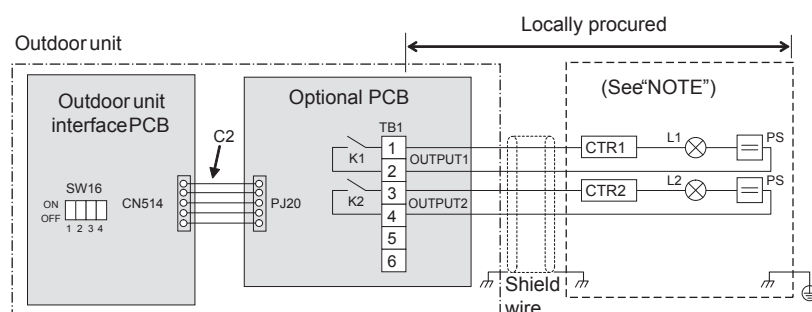 Locally procured
Outdoor unit
Outdoor unit
interface PCB
C2
Optional PCB
(See "NOTE")
TB1
1
2
3
4
5
6
K1
K2
OUTPUT1
OUTPUT2
CTR1
L1
PS
CTR2
L2
PS
SW16
ON
OFF
1 2 3 4
CN514
PJ20
Shield
wire